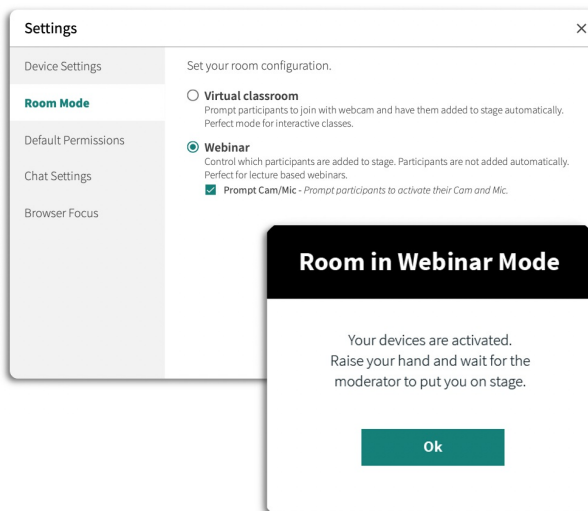 Settings
Device Settings
Room Mode
Default Permissions
Chat Settings
Browser Focus
Set your room configuration.
Virtual classroom
Prompt participants to join with webcam and have them added to stage automatically.
Perfect mode for interactive classes.
Webinar
Control which participants are added to stage. Participants are not added automatically.
Perfect for lecture based webinars.
Prompt Cam/Mic - Prompt participants to activate their Cam and Mic.
Room in Webinar Mode
Your devices are activated.
Raise your hand and wait for the
moderator to put you on stage.
Ok